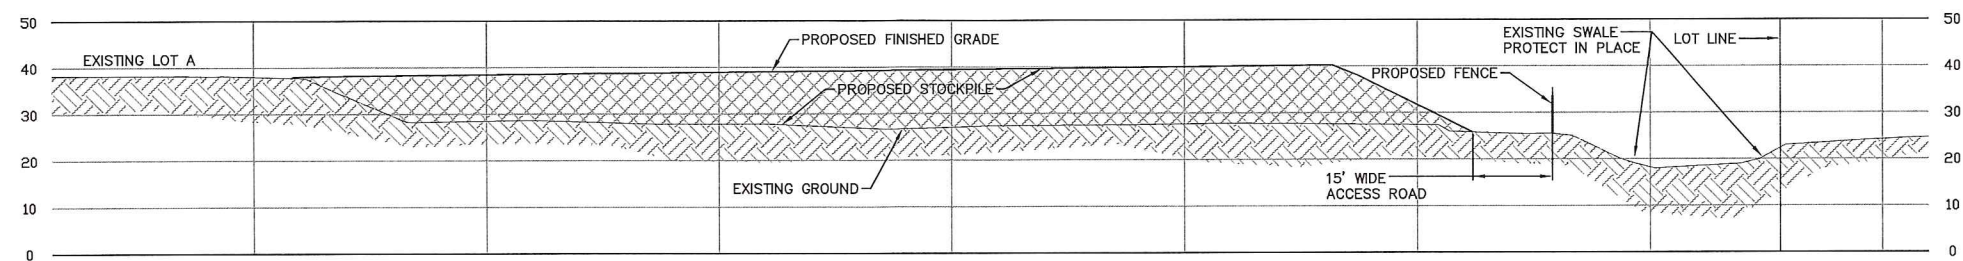 50
40
30
20
10
0
EXISTING LOT A
PROPOSED FINISHED GRADE
PROPOSED STOCKPILE
EXISTING GROUND
PROPOSED FENCE
15' WIDE
ACCESS ROAD
EXISTING SWALE
PROTECT IN PLACE
LOT LINE
50
40
30
20
10
0